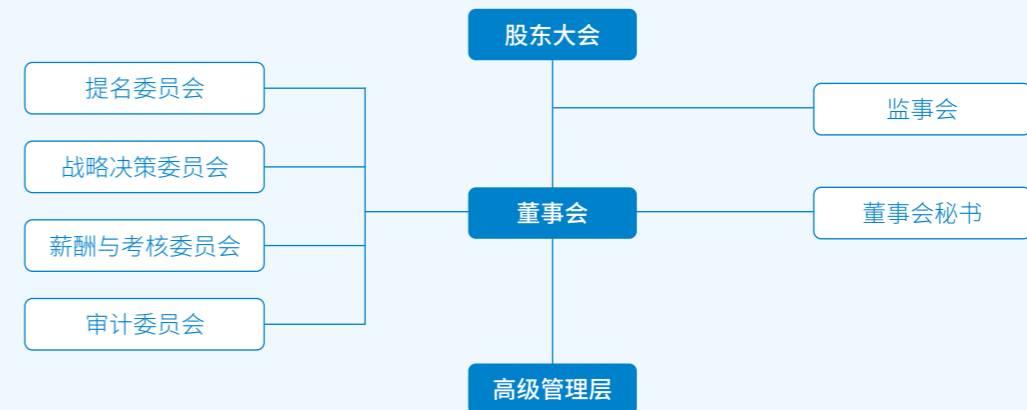 股东大会
提名委员会
监事会
战略决策委员会
董事会
董事会秘书
薪酬与考核委员会
审计委员会
高级管理层